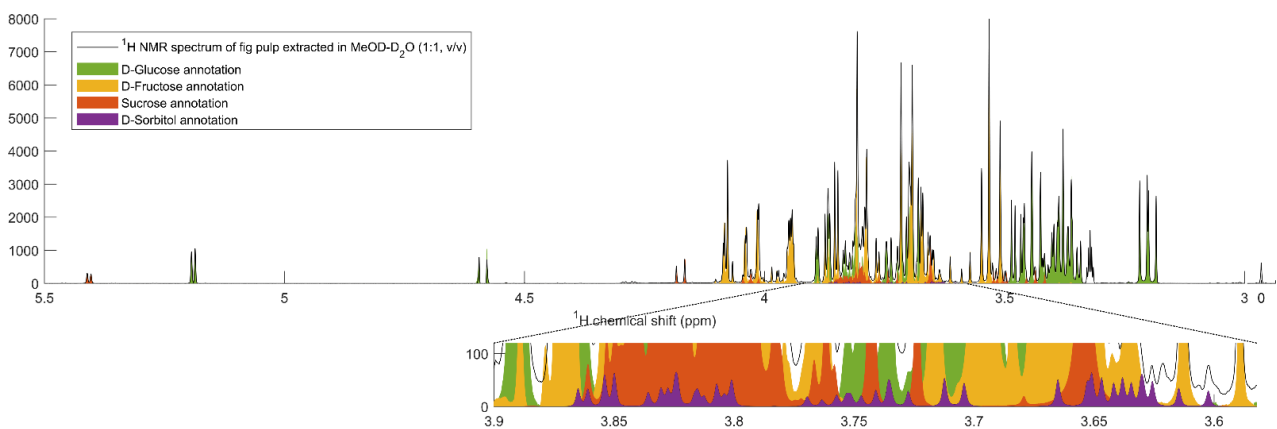 8000
7000
6000
5000
4000
3000
2000
1000
0
¹H NMR spectrum of fig pulp extracted in MeOD-D₂O (1:1, v/v)
D-Glucose annotation
D-Fructose annotation
Sucrose annotation
D-Sorbitol annotation
5.5 5 4.5 4 3.5 3 0
¹H chemical shift (ppm)
100
0
3.9 3.85 3.8 3.75 3.7 3.65 3.6